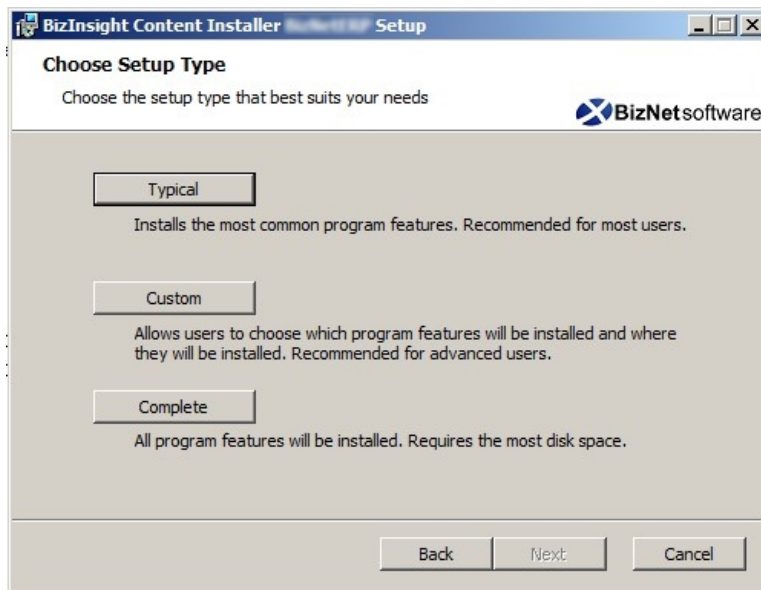 BizInsight Content Installer Setup
Choose Setup Type
Choose the setup type that best suits your needs
BizNetsoftware
Typical
Installs the most common program features. Recommended for most users.
Custom
Allows users to choose which program features will be installed and where
they will be installed. Recommended for advanced users.
Complete
All program features will be installed. Requires the most disk space.
Back Next Cancel